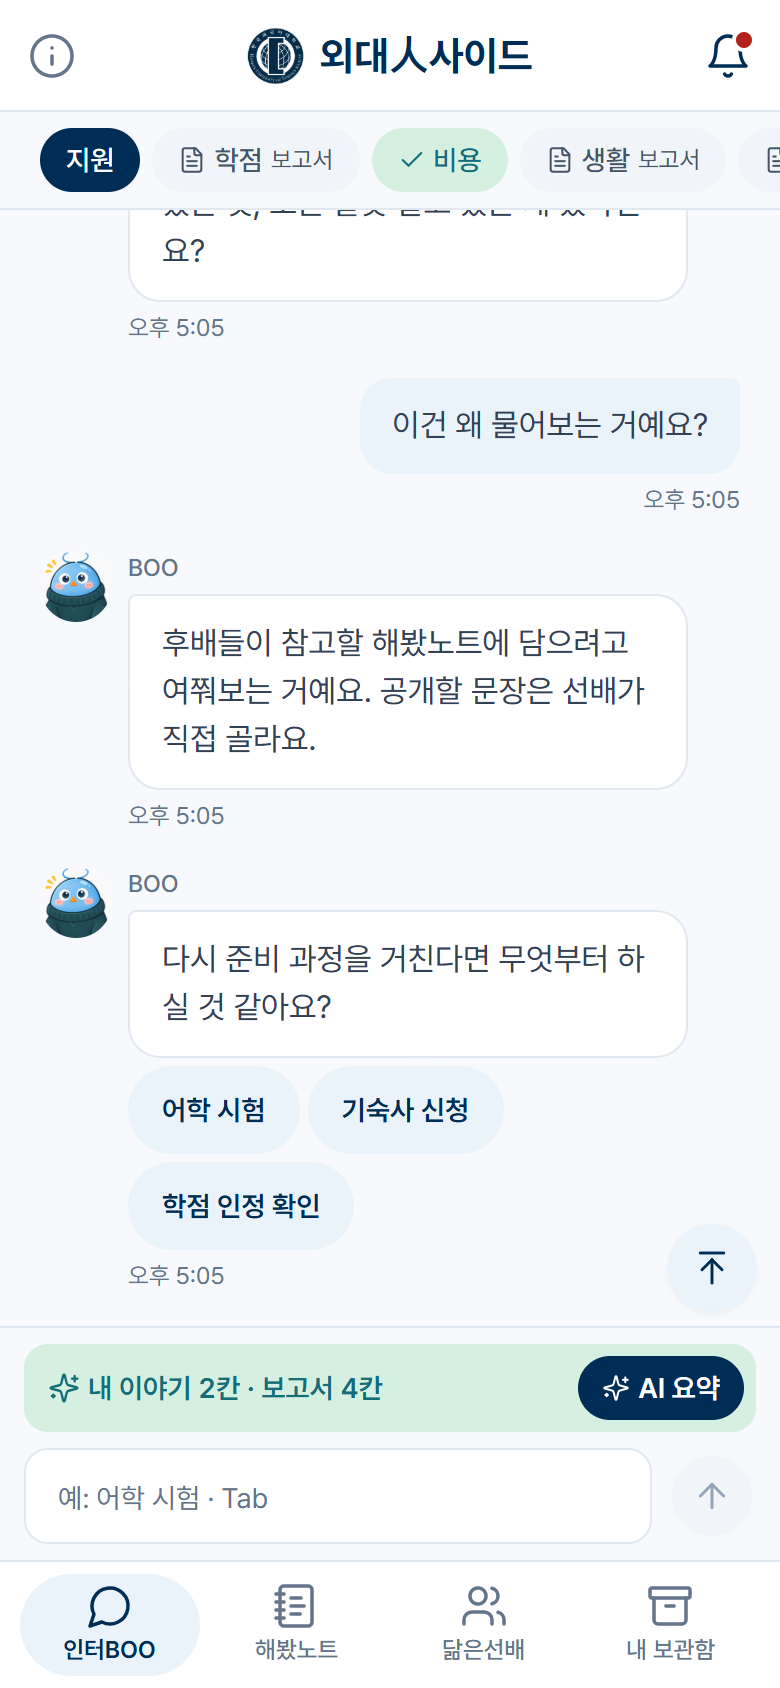 외대人사이드
지원
학점 보고서
비용
생활 보고서
요?
오후 5:05
이건 왜 물어보는 거예요?
오후 5:05
BOO
후배들이 참고할 해봤노트에 담으려고
여쭤보는 거예요. 공개할 문장은 선배가
직접 골라요.
오후 5:05
BOO
다시 준비 과정을 거친다면 무엇부터 하
실 것 같아요?
어학 시험
기숙사 신청
학점 인정 확인
오후 5:05
내 이야기 2칸 · 보고서 4칸
AI 요약
예: 어학 시험 · Tab
인터BOO
해봤노트
닮은선배
내 보관함